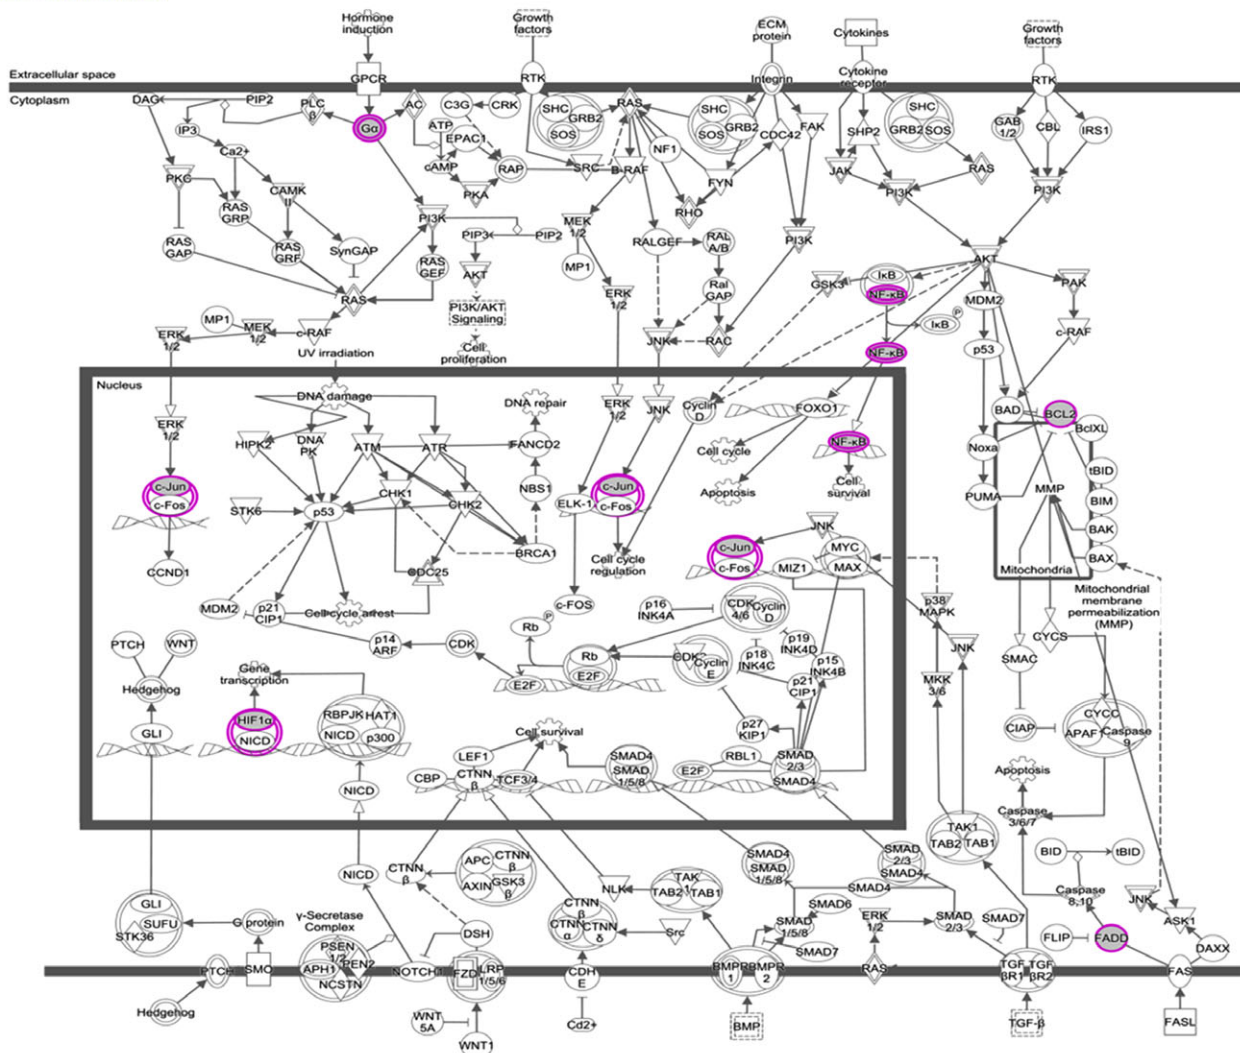 Hormone
induction
Growth
factors
ECM
protein
Cytokines
Growth
factors
Extracellular space
GPCR
RTK
Integrin
Cytokine
receptor
RTK
Cytoplasm
DAG
PIP2
PLC
β
Gα
AC
C3G
CRK
SHC
GRB2
SOS
RAS
SHC
GRB2
SOS
CDC42
FAK
SHP2
SHC
GRB2
SOS
GAB
1/2
CBL
IRS1
IP3
Ca2+
ATP
EPAC1
cAMP
RAP
SRC
B-RAF
NF1
FYN
JAK
PI3K
RAS
PI3K
PKC
CAMK
II
PKA
RAS
GRP
PI3K
RHO
MEK
1/2
PI3K
RAS
GAP
RAS
GRF
SynGAP
PIP3
PIP2
RALGEF
RAL
A/B
RAS
GEF
AKT
MP1
AKT
IκB
NF-κB
GSK3
PAK
Ral
GAP
ERK
1/2
RAS
PI3K/AKT
Signaling
MDM2
IκB
P
c-RAF
MP1
MEK
1/2
c-RAF
ERK
1/2
JNK
RAC
p53
NF-κB
UV irradiation
Cell
proliferation
Nucleus
DNA damage
DNA repair
ERK
1/2
JNK
Cyclin
D
FOXO1
BAD
BCL2
BclXL
ERK
1/2
HIPK2
DNA
PK
ATM
ATR
FANCD2
Cell cycle
NF-κB
Noxa
tBID
c-Jun
c-Fos
CHK1
CHK2
NBS1
c-Jun
c-Fos
ELK-1
Apoptosis
Cell
survival
PUMA
MMP
BIM
STK6
p53
BRCA1
Cell cycle
regulation
JNK
BAK
c-Jun
c-Fos
MIZ1
MYC
MAX
BAX
CCND1
CDC25
Mitochondria
MDM2
p21
CIP1
Cell cycle arrest
c-FOS
p16
INK4A
CDK
4/6
Cyclin
D
p38
MAPK
Mitochondrial
membrane
permeabilization
(MMP)
PTCH
WNT
p14
ARF
CDK
Rb
P
Rb
E2F
Cyclin
E
p18
INK4C
p19
INK4D
p15
INK4B
JNK
CYCS
SMAC
Hedgehog
Gene
transcription
E2F
p21
CIP1
MKK
3/6
GLI
HIF1α
NICD
RBPJK
HAT1
NICD
p300
Cell survival
p27
KIP1
CIAP
CYCC
APAF1
Caspase
9
LEF1
CBP
CTNN
β
TCF3/4
SMAD4
SMAD
1/5/8
RBL1
E2F
SMAD
2/3
SMAD4
Apoptosis
NICD
Caspase
3/6/7
TAK1
TAB2
TAB1
NICD
CTNN
β
APC
CTNN
β
AXIN
GSK3
β
NLK
TAK
1
TAB2
TAB1
SMAD4
SMAD
1/5/8
SMAD
2/3
SMAD4
BID
tBID
GLI
SUFU
STK36
G protein
γ-Secretase
Complex
CTNN
β
CTNN
α
CTNN
δ
Src
SMAD4
SMAD6
SMAD
1/5/8
ERK
1/2
SMAD
2/3
SMAD7
Caspase
8,10
JNK
ASK1
PSEN
1/2
PEN2
APH1
NCSTN
DSH
SMAD7
FLIP
FADD
DAXX
PTCH
SMO
NOTCH1
FZD
LRP
1/5/6
CDH
E
BMPR
1
BMPR
2
RAS
TGF
βR1
TGF
βR2
FAS
Hedgehog
WNT
5A
WNT1
Cd2+
BMP
TGF-β
FASL